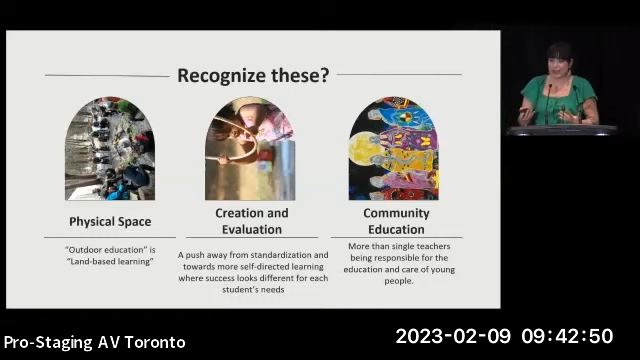 Recognize these?
Physical Space
"Outdoor education" is
"Land-based learning"
Creation and
Evaluation
A push away from standardization and
towards more self-directed learning
where success looks different for each
student's needs
Community
Education
More than single teachers
being responsible for the
education and care of young
people.
Pro-Staging AV Toronto
2023-02-09 09:42:50